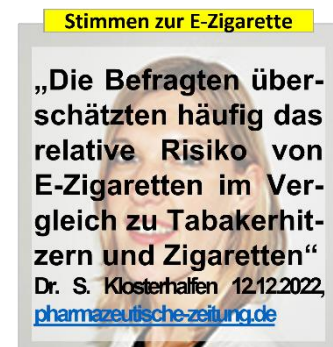 Stimmen zur E-Zigarette
„Die Befragten über-
schätzten häufig das
relative Risiko von
E-Zigaretten im Ver-
gleich zu Tabakerhit-
zern und Zigaretten“
Dr. S. Klosterhalfen 12.12.2022,
pharmazeutische-zeitung.de